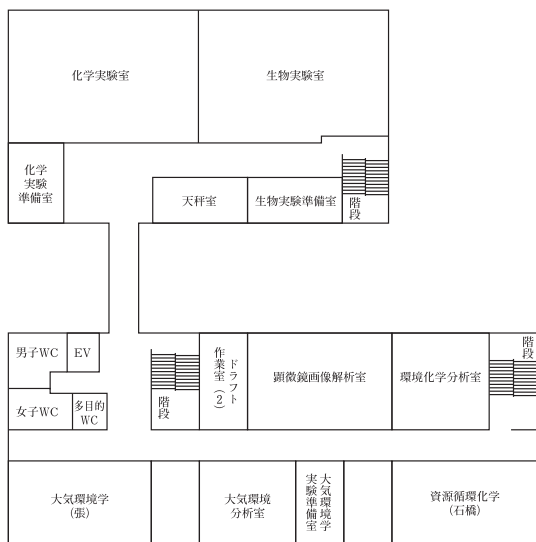 化学実験室
生物実験室
化学
実験
準備室
天秤室
生物実験準備室
階段
男子WC
EV
女子WC
多目的
WC
階段
ドラフト
作業室（2）
顕微鏡画像解析室
環境化学分析室
階段
大気環境学
(張)
大気環境
分析室
大気環境学
実験準備室
資源循環化学
(石橋)